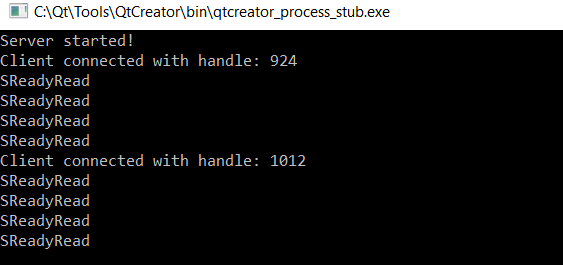 C:\Qt\Tools\QtCreator\bin\qtcreator_process_stub.exe
Server started!
Client connected with handle: 924
SReadyRead
SReadyRead
SReadyRead
SReadyRead
Client connected with handle: 1012
SReadyRead
SReadyRead
SReadyRead
SReadyRead